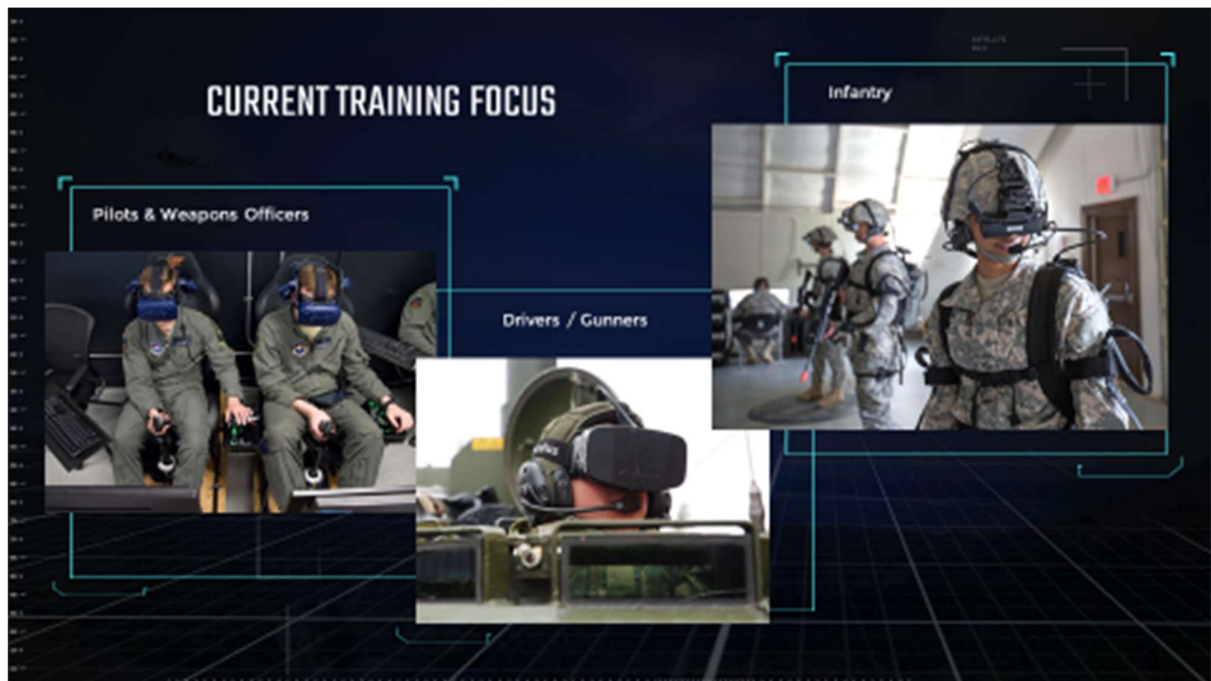 CURRENT TRAINING FOCUS
Infantry
Pilots & Weapons Officers
Drivers / Gunners